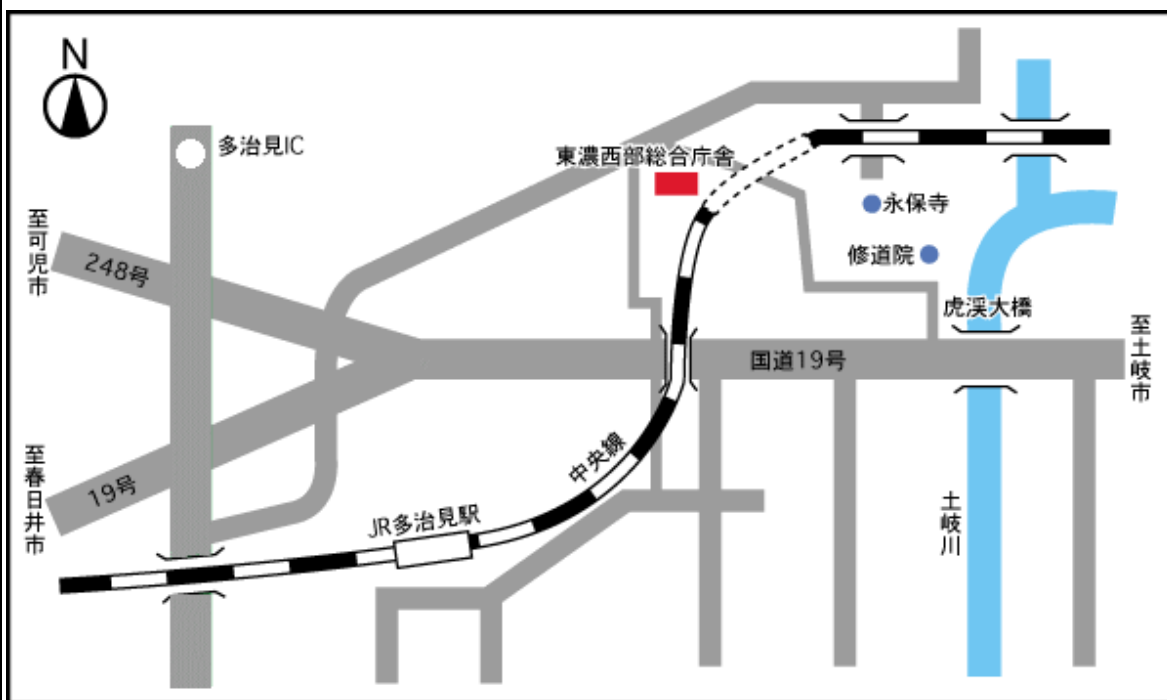 N
多治見IC
東濃西部総合庁舎
永保寺
修道院
至可児市
248号
虎渓大橋
至土岐市
国道19号
至春日井市
19号
中央線
JR多治見駅
土岐川